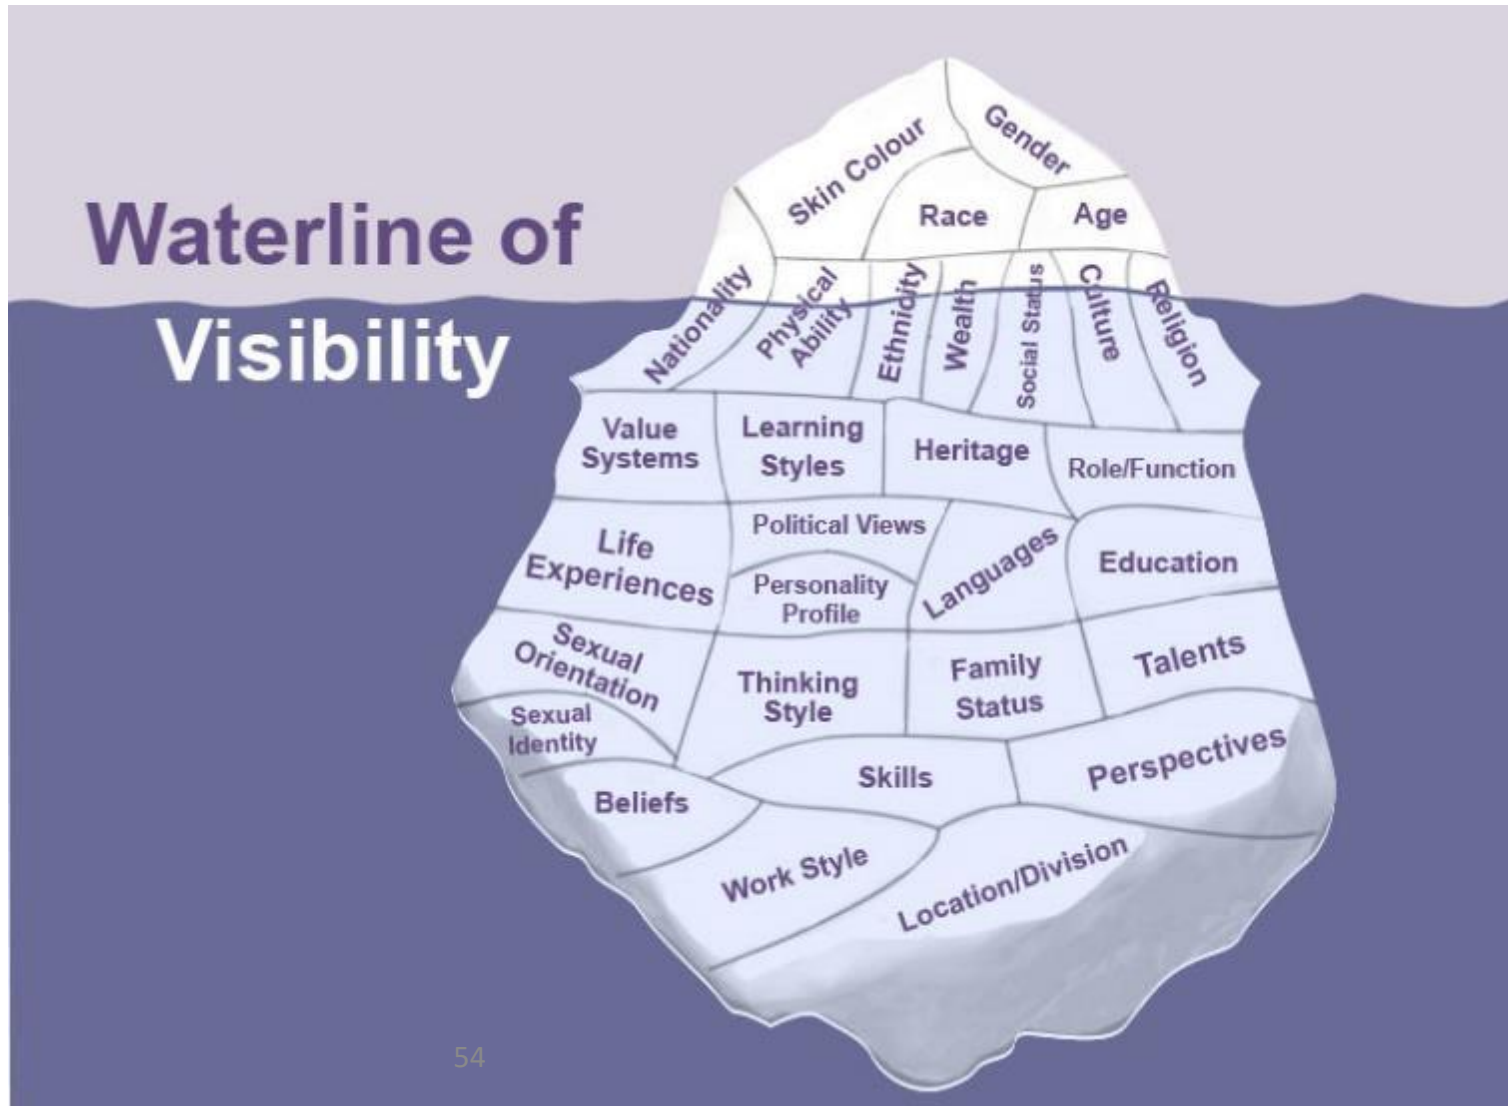 Waterline of
Visibility
Skin Colour
Gender
Race
Age
Nationality
Physical
Ability
Ethnicity
Wealth
Social Status
Culture
Religion
Value
Systems
Learning
Styles
Heritage
Role/Function
Life
Experiences
Political Views
Personality
Profile
Languages
Education
Sexual
Orientation
Sexual
Identity
Thinking
Style
Family
Status
Talents
Beliefs
Skills
Perspectives
Work Style
Location/Division
54